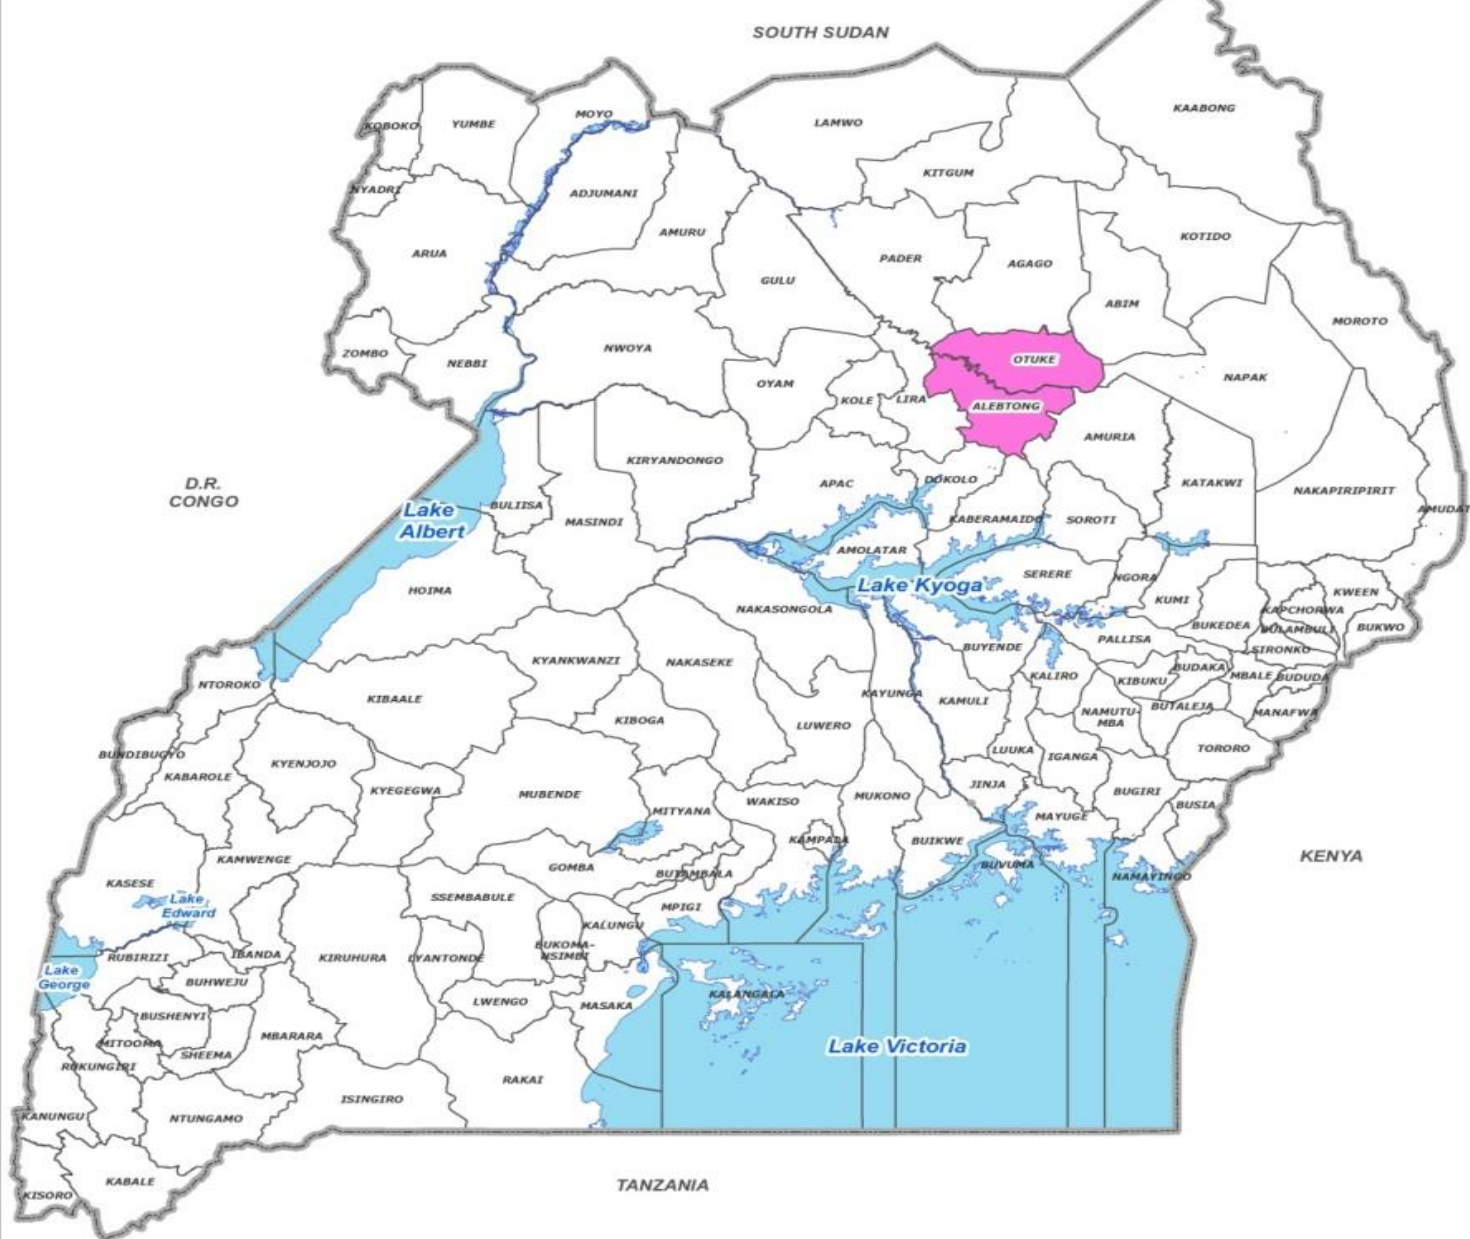 SOUTH SUDAN
KAABONG
MOYO
LAMWO
KOBOKO
YUMBE
KITGUM
NYADRI
ADJUMANI
AMURU
KOTIDO
ARUA
PADER
AGAGO
GULU
ABIM
MOROTO
ZOMBO
NEBBI
NWOYA
OTUKE
NAPAK
OYAM
KOLE
LIRA
ALEBTONG
AMURIA
KIRYANDONGO
D.R.
CONGO
APAC
DOKOLO
KATAKWI
NAKAPIRIPIRIT
AMUDAT
Lake
Albert
BULIISA
MASINDI
KABERAMAIDO
SOROTI
AMOLATAR
Lake Kyoga
SERERE
NGORA
KUMI
KWEEN
HOIMA
NAKASONGOLA
KAPCHORWA
BUKEDEA
BULAMBULI
BUKWO
PALLISA
BUYENDE
SIRONKO
KYANKWANZI
NAKASEKE
NTOROKO
KIBAALE
KALIRO
KIBUKU
BUDAKA
MBALE
BUDUDA
KAYUNGA
KAMULI
NAMUTU-
MBA
BUTALEJA
MANAFWA
KIBOGA
LUWERO
BUNDIBUGYO
KABAROLE
KYENJOJO
LUUKA
IGANGA
TORORO
KYEGEGWA
MUBENDE
MITYANA
WAKISO
MUKONO
JINJA
BUGIRI
BUSIA
MAYUGE
KAMPALA
BUIKWE
KENYA
KAMWENGE
GOMBA
BUTAMBALA
BUVUMA
NAMAYINGO
KASESE
Lake
Edward
SSEMBABULE
MPIGI
KALUNGU
RUBIRIZI
IBANDA
KIRUHURA
LYANTONDE
BUKOMA-
NSIMBI
Lake
George
BUHWEJU
LWENGO
MASAKA
KALANGALA
BUSHENYI
MITOOMA
SHEEMA
MBARARA
Lake Victoria
RUKUNGIRI
RAKAI
ISINGIRO
KANUNGU
NTUNGAMO
KABALE
KISORO
TANZANIA